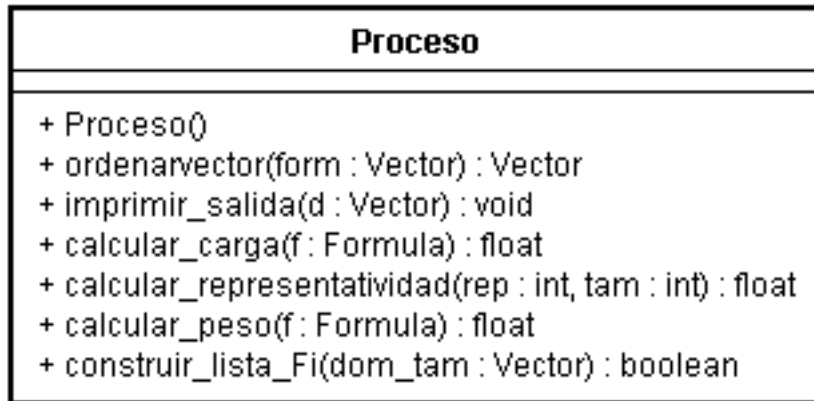 Proceso
+ Proceso()
+ ordenarvector(form : Vector) : Vector
+ imprimir_salida(d : Vector) : void
+ calcular_carga(f : Formula) : float
+ calcular_representatividad(rep : int, tam : int) : float
+ calcular_peso(f : Formula) : float
+ construir_lista_Fi(dom_tam : Vector) : boolean